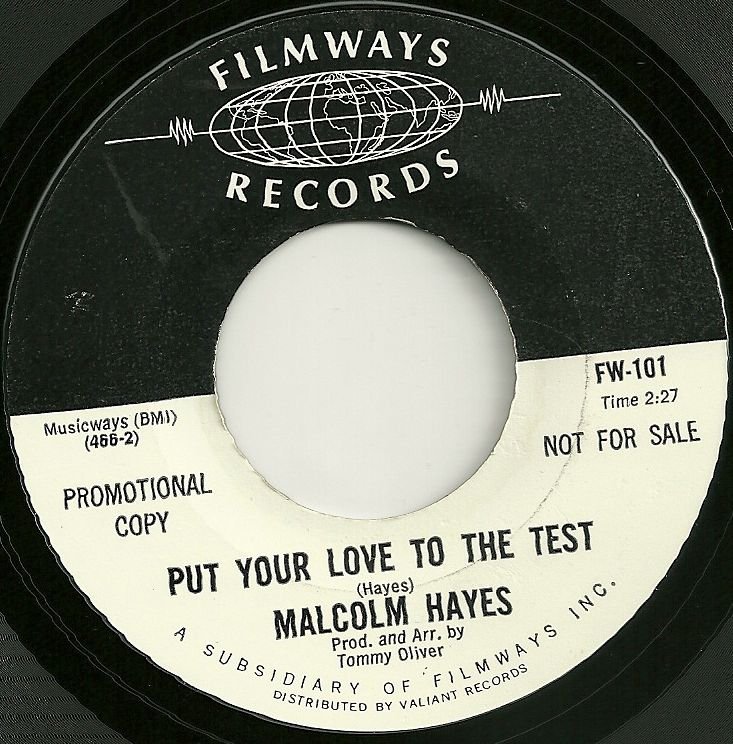 FILMWAYS
RECORDS
FW-101
Time 2:27
Musicways (BMI)
(466-2)
NOT FOR SALE
PROMOTIONAL
COPY
PUT YOUR LOVE TO THE TEST
(Hayes)
MALCOLM HAYES
Prod. and Arr. by
Tommy Oliver
A SUBSIDIARY OF FILMWAYS INC.
DISTRIBUTED BY VALIANT RECORDS